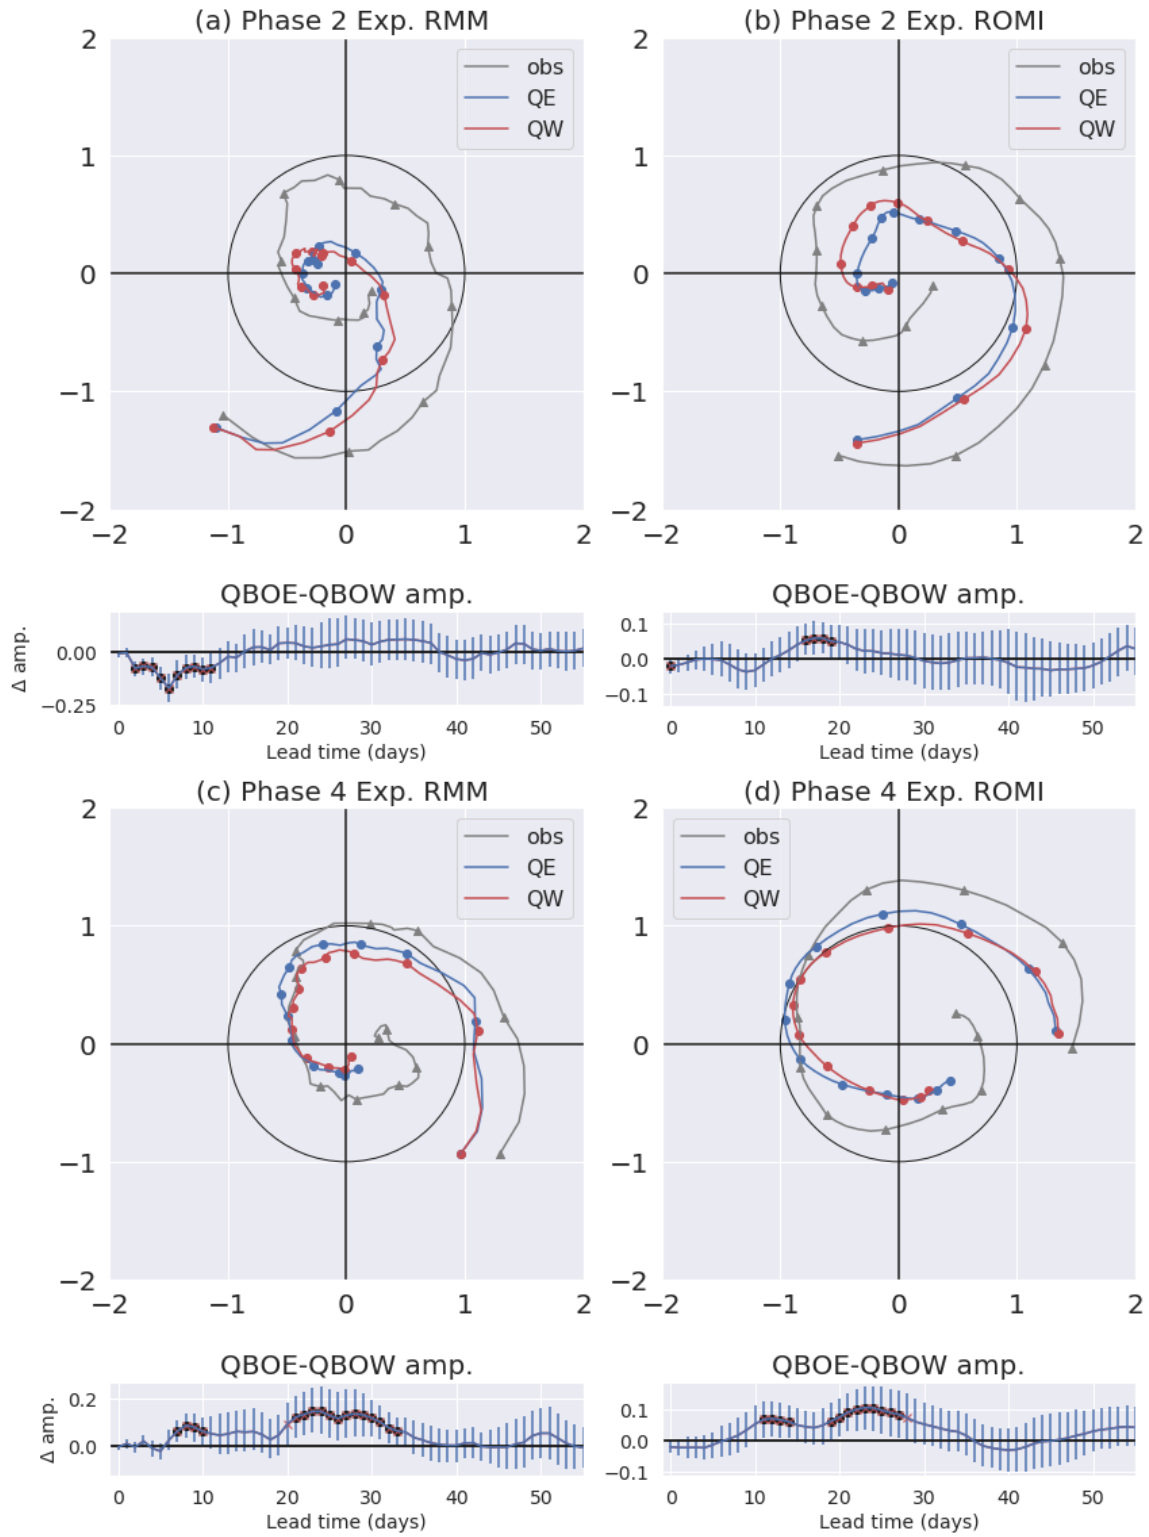 (a) Phase 2 Exp. RMM
(b) Phase 2 Exp. ROMI
2
1
0
−1
−2
−2 −1 0 1 2
obs
QE
QW
2
1
0
−1
−2
−2 −1 0 1 2
obs
QE
QW
QBOE-QBOW amp.
Δ amp.
0.00
−0.25
0 10 20 30 40 50
Lead time (days)
QBOE-QBOW amp.
0.1
0.0
−0.1
0 10 20 30 40 50
Lead time (days)
(c) Phase 4 Exp. RMM
(d) Phase 4 Exp. ROMI
2
1
0
−1
−2
−2 −1 0 1 2
obs
QE
QW
2
1
0
−1
−2
−2 −1 0 1 2
obs
QE
QW
QBOE-QBOW amp.
Δ amp.
0.2
0.0
0 10 20 30 40 50
Lead time (days)
QBOE-QBOW amp.
0.1
0.0
−0.1
0 10 20 30 40 50
Lead time (days)